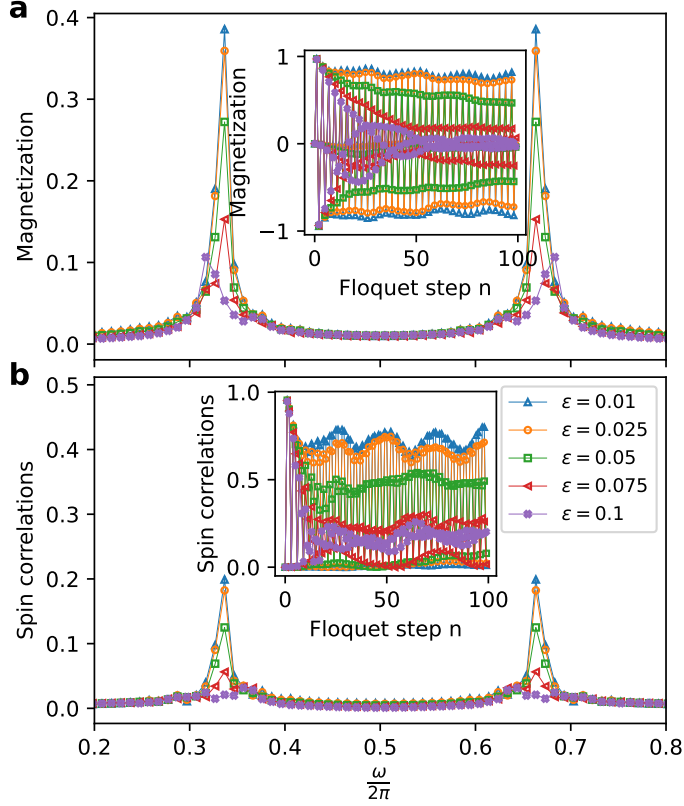 a
0.4
0.3
0.2
0.1
0.0
Magnetization
1
0
−1
Magnetization
0
50
100
Floquet step n
b
0.5
0.4
0.3
0.2
0.1
0.0
Spin correlations
1.0
0.5
0.0
Spin correlations
0
50
100
Floquet step n
ε = 0.01
ε = 0.025
ε = 0.05
ε = 0.075
ε = 0.1
0.2
0.3
0.4
0.5
0.6
0.7
0.8
ω
2π